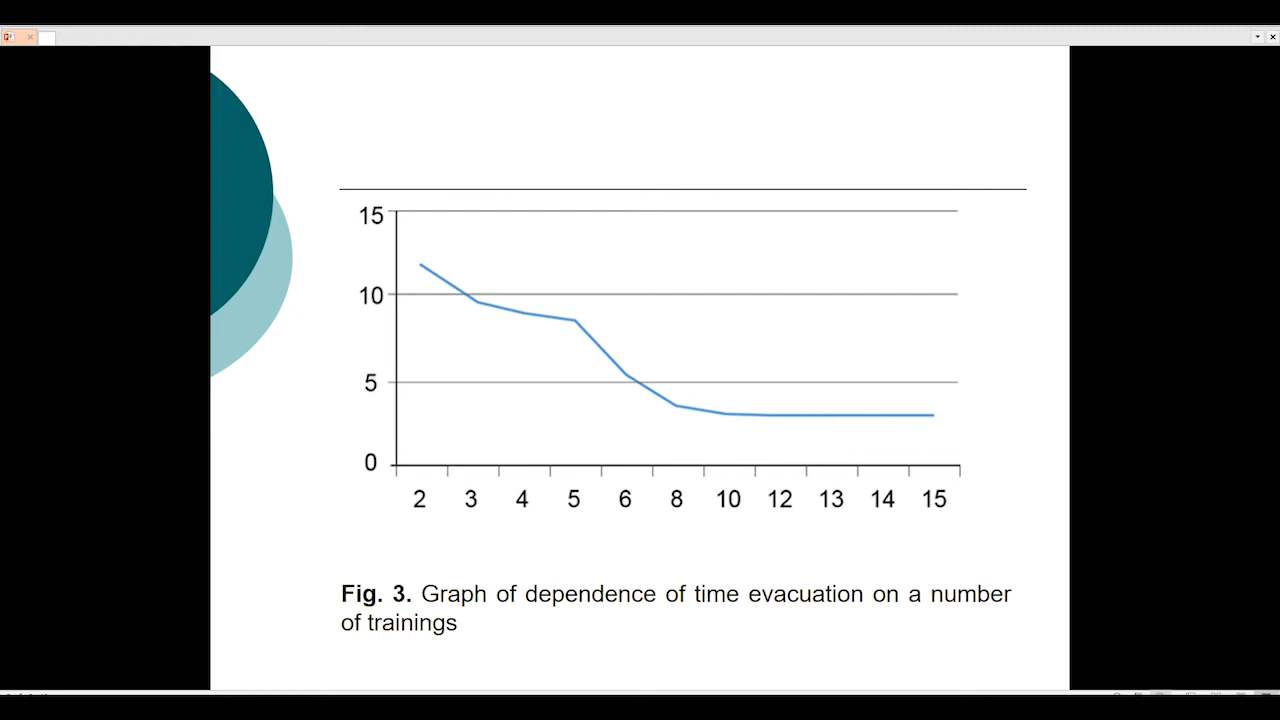 15
10
5
0
2 3 4 5 6 8 10 12 13 14 15
Fig. 3. Graph of dependence of time evacuation on a number
of trainings